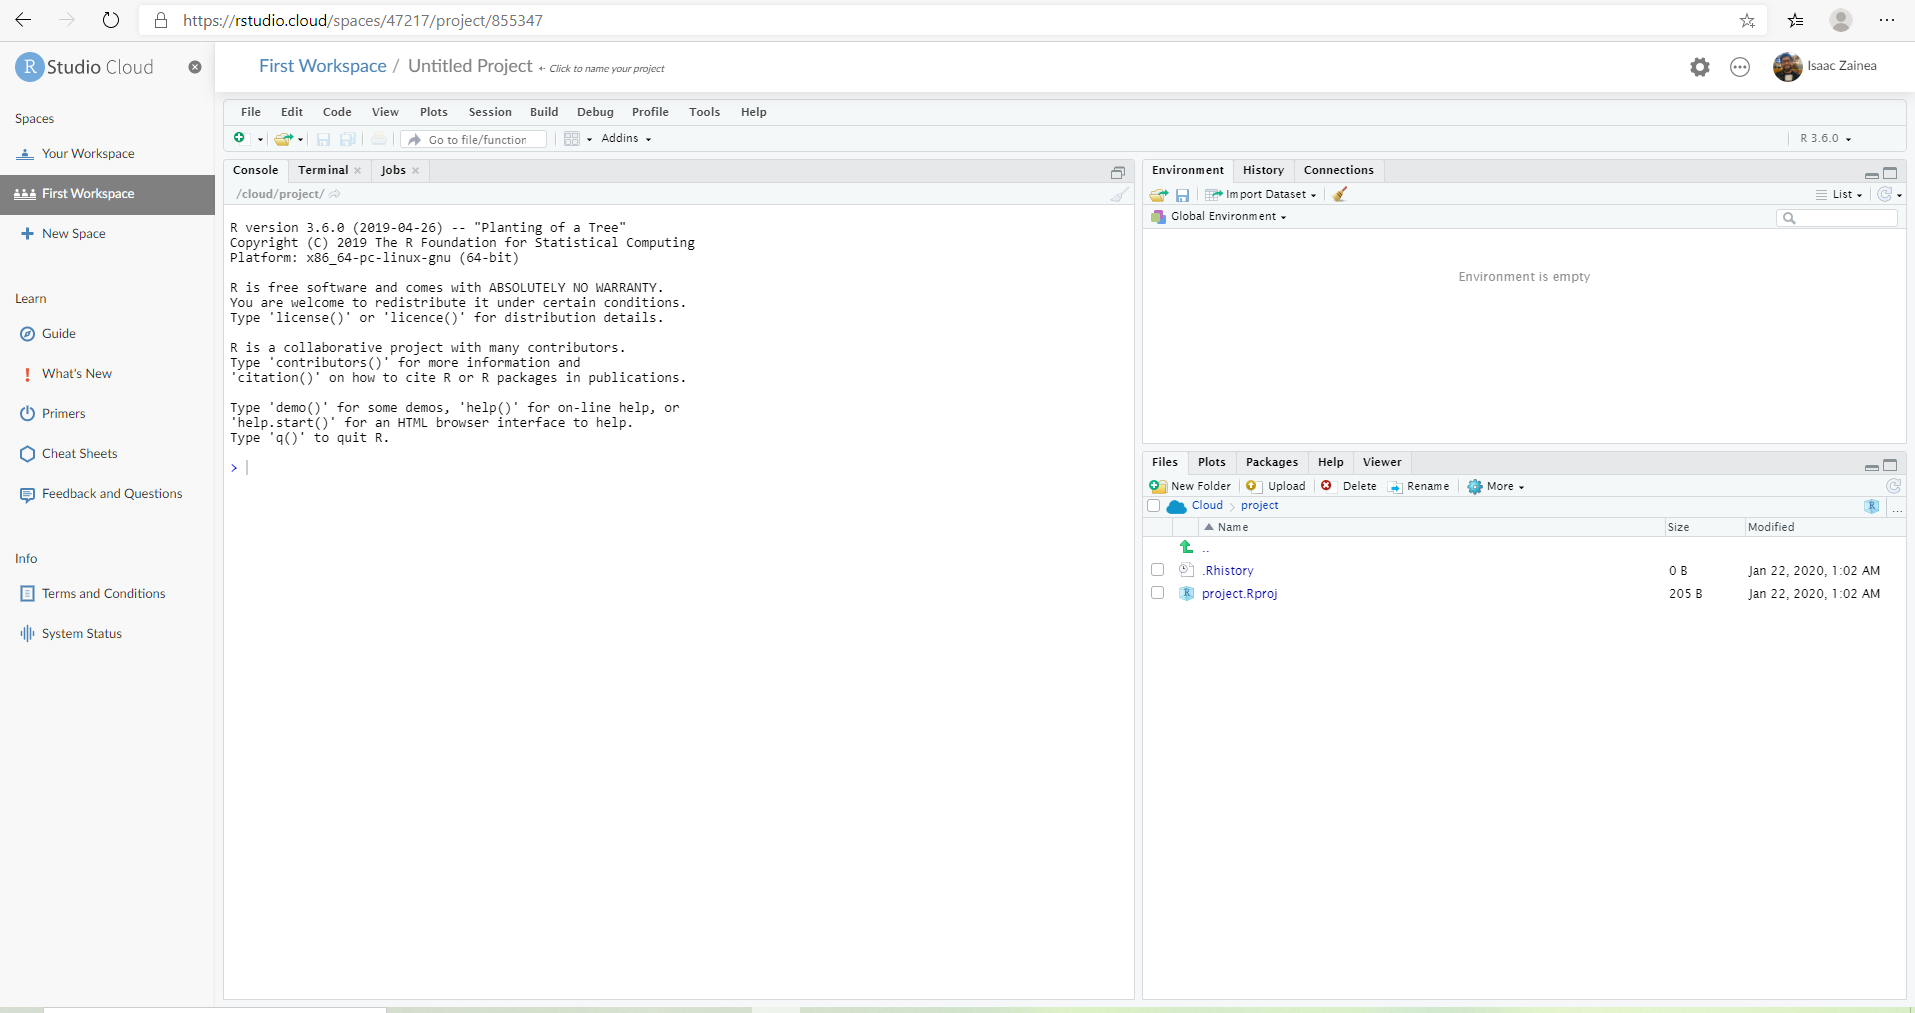 https://rstudio.cloud/spaces/47217/project/855347
R Studio Cloud
First Workspace / Untitled Project ← Click to name your project
Isaac Zainea
Spaces
Your Workspace
First Workspace
New Space
Learn
Guide
What's New
Primers
Cheat Sheets
Feedback and Questions
Info
Terms and Conditions
System Status
File Edit Code View Plots Session Build Debug Profile Tools Help
Go to file/function Addins
R 3.6.0
Console Terminal Jobs
/cloud/project/
R version 3.6.0 (2019-04-26) -- "Planting of a Tree"
Copyright (C) 2019 The R Foundation for Statistical Computing
Platform: x86_64-pc-linux-gnu (64-bit)
R is free software and comes with ABSOLUTELY NO WARRANTY.
You are welcome to redistribute it under certain conditions.
Type 'license()' or 'licence()' for distribution details.
R is a collaborative project with many contributors.
Type 'contributors()' for more information and
'citation()' on how to cite R or R packages in publications.
Type 'demo()' for some demos, 'help()' for on-line help, or
'help.start()' for an HTML browser interface to help.
Type 'q()' to quit R.
>
Environment History Connections
Import Dataset List
Global Environment
Environment is empty
Files Plots Packages Help Viewer
New Folder Upload Delete Rename More
Cloud > project R ...
Name Size Modified
..
.Rhistory 0 B Jan 22, 2020, 1:02 AM
R project.Rproj 205 B Jan 22, 2020, 1:02 AM